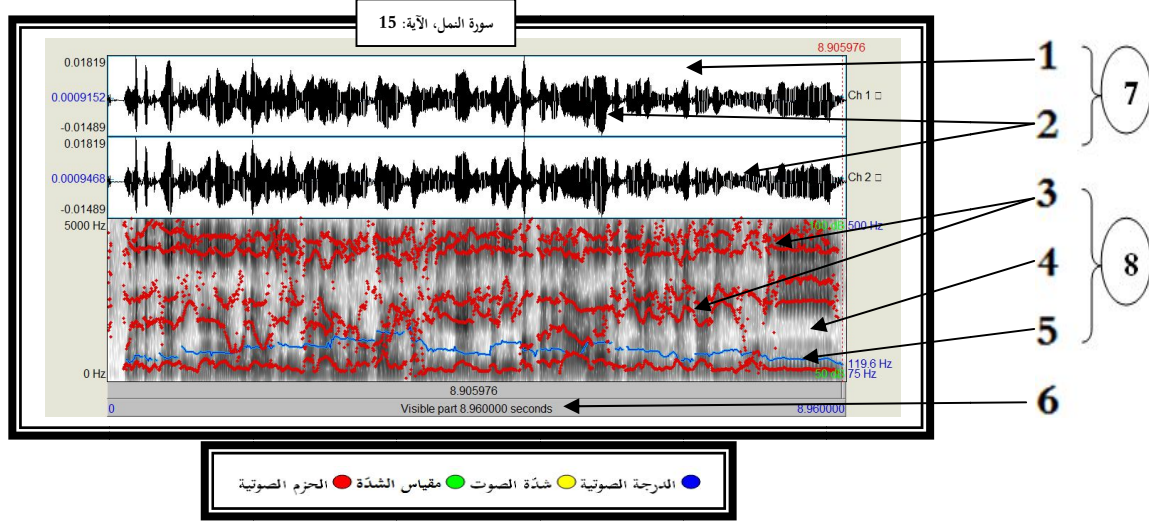 سورة النمل، الآية: 15
8.905976
0.01819
0.0009152
-0.01489
Ch 1
0.01819
0.0009468
-0.01489
Ch 2
5000 Hz
500 Hz
0 Hz
119.6 Hz
75 Hz
8.905976
0
Visible part 8.960000 seconds
8.960000
1
2
3
4
5
6
7
8
الدرجة الصوتية شدّة الصوت مقياس الشدّة الحزم الصوتية